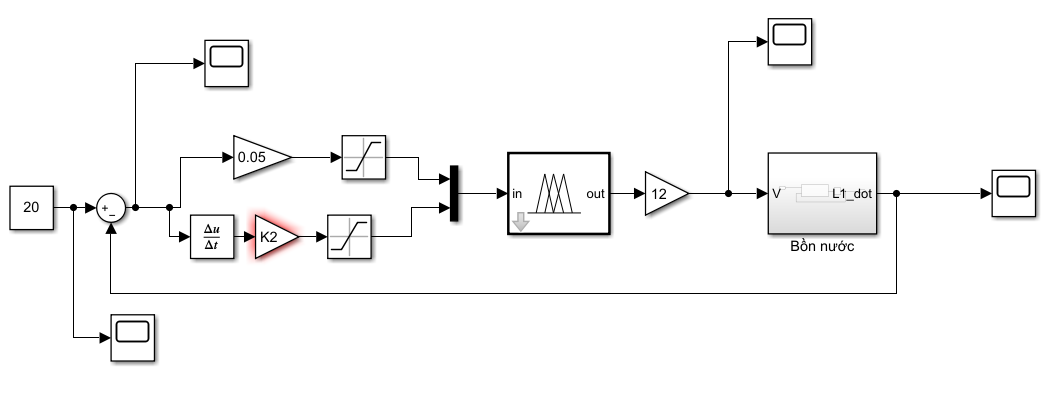 0.05
in
out
12
V
L1_dot
20
+
−
Δu
Δt
K2
Bồn nước